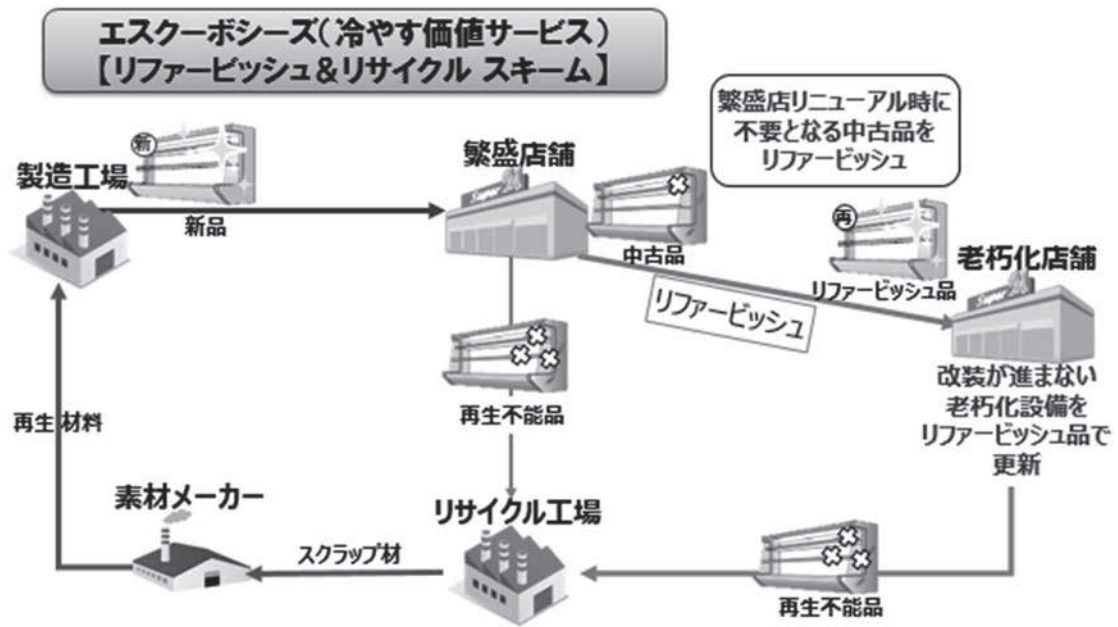 エスクーボシーズ(冷やす価値サービス)
【リファービッシュ&リサイクル スキーム】
繁盛店リニューアル時に
不要となる中古品を
リファービッシュ
新
製造工場
新品
繁盛店舗
Super
中古品
再
リファービッシュ品
老朽化店舗
Super
リファービッシュ
改装が進まない
老朽化設備を
リファービッシュ品で
更新
再生不能品
再生材料
素材メーカー
スクラップ材
リサイクル工場
再生不能品